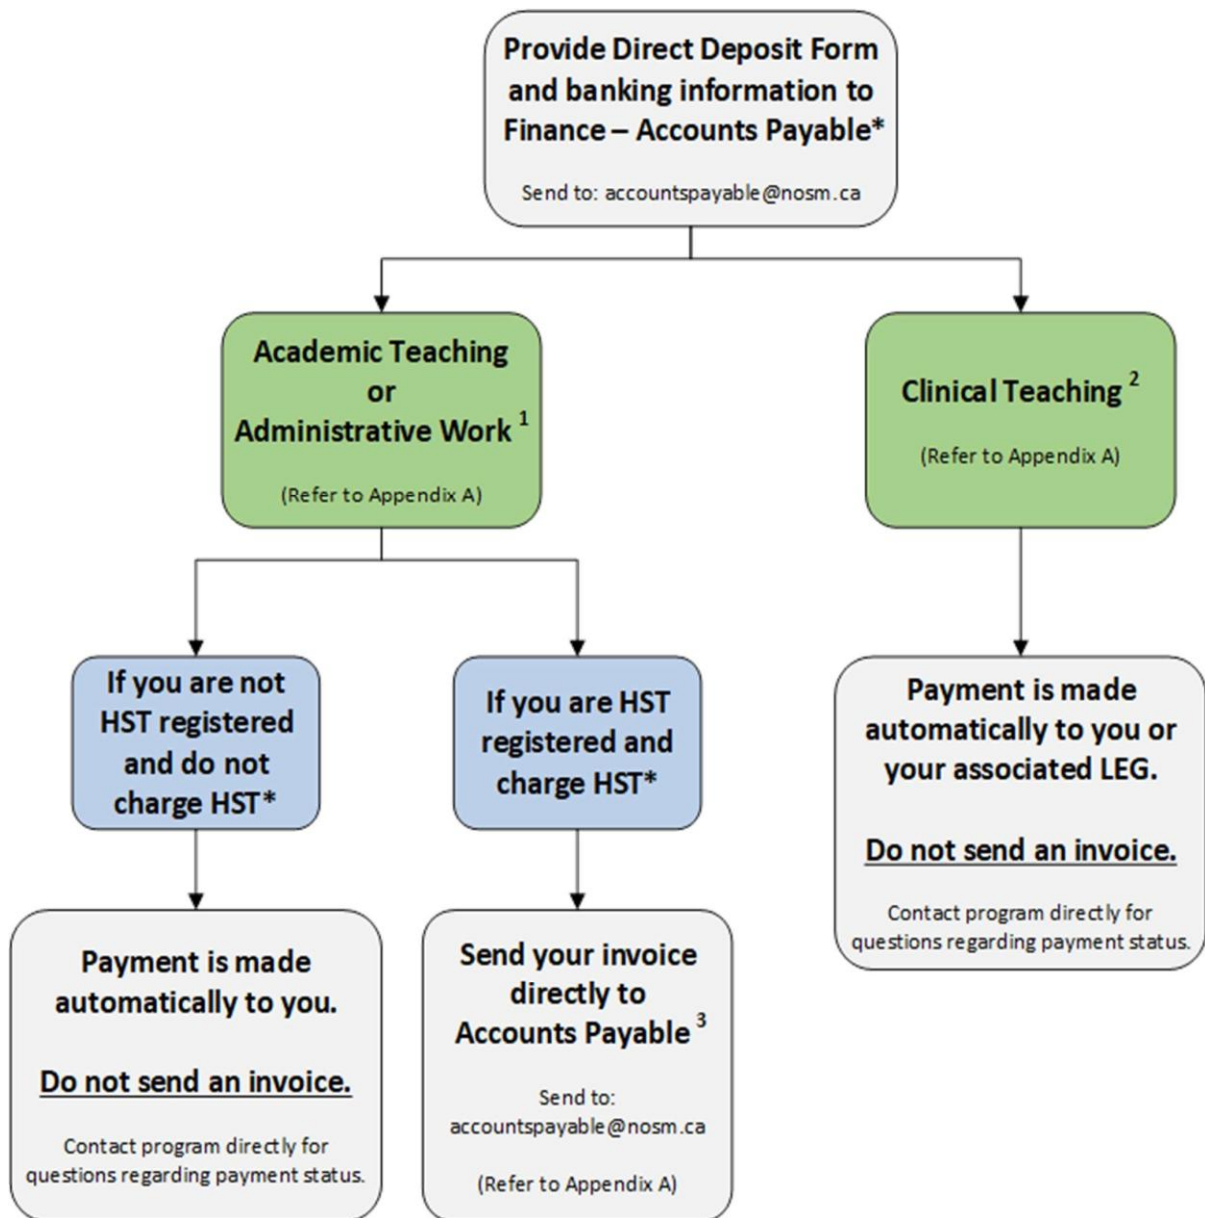 Provide Direct Deposit Form
and banking information to
Finance – Accounts Payable*
Send to: accountspayable@nosm.ca
Academic Teaching
or
Administrative Work ¹
(Refer to Appendix A)
Clinical Teaching ²
(Refer to Appendix A)
If you are not
HST registered
and do not
charge HST*
If you are HST
registered and
charge HST*
Payment is made
automatically to you or
your associated LEG.
Do not send an invoice.
Contact program directly for
questions regarding payment status.
Payment is made
automatically to you.
Do not send an invoice.
Contact program directly for
questions regarding payment status.
Send your invoice
directly to
Accounts Payable ³
Send to:
accountspayable@nosm.ca
(Refer to Appendix A)